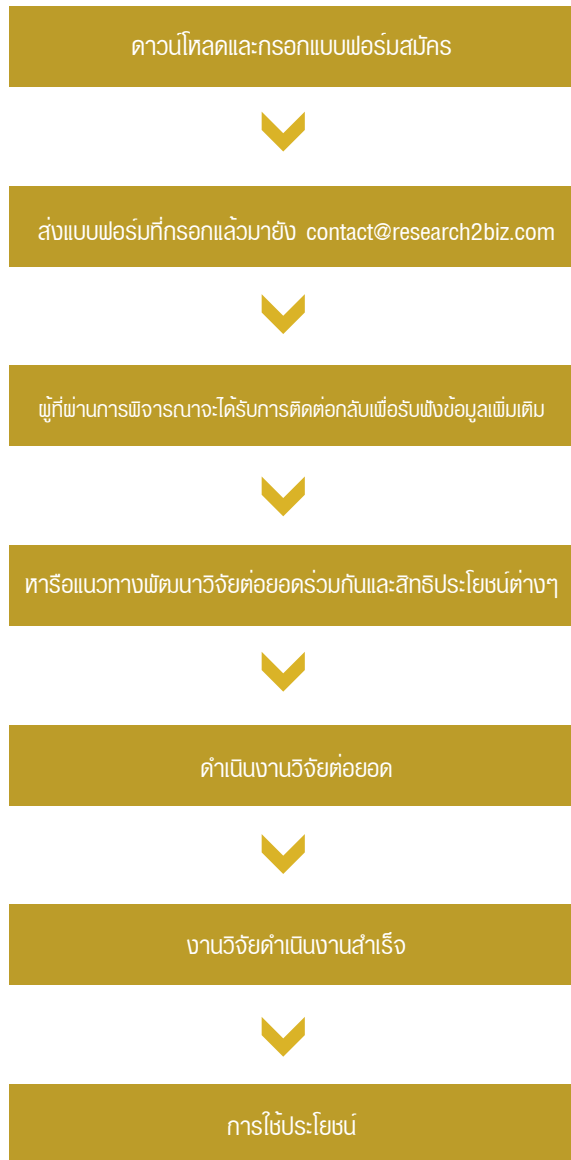 ดาวน์โหลดและกรอกแบบฟอร์มสมัคร
ส่งแบบฟอร์มที่กรอกแล้วมายัง contact@research2biz.com
ผู้ที่ผ่านการพิจารณาจะได้รับการติดต่อกลับเพื่อรับฟังข้อมูลเพิ่มเติม
หารือแนวทางพัฒนาวิจัยต่อยอดร่วมกันและสิทธิประโยชน์ต่างๆ
ดำเนินงานวิจัยต่อยอด
งานวิจัยดำเนินงานสำเร็จ
การใช้ประโยชน์